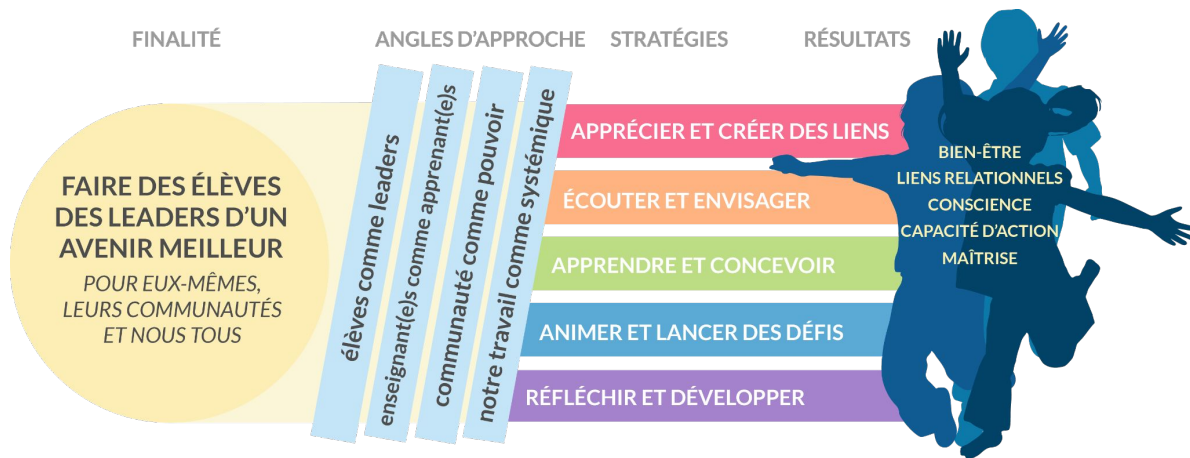 FINALITÉ
ANGLES D'APPROCHE
STRATÉGIES
RÉSULTATS
FAIRE DES ÉLÈVES
DES LEADERS D'UN
AVENIR MEILLEUR
POUR EUX-MÊMES,
LEURS COMMUNAUTÉS
ET NOUS TOUS
élèves comme leaders
enseignant(e)s comme apprenant(e)s
communauté comme pouvoir
notre travail comme systémique
APPRÉCIER ET CRÉER DES LIENS
ÉCOUTER ET ENVISAGER
APPRENDRE ET CONCEVOIR
ANIMER ET LANCER DES DÉFIS
RÉFLÉCHIR ET DÉVELOPPER
BIEN-ÊTRE
LIENS RELATIONNELS
CONSCIENCE
CAPACITÉ D'ACTION
MAÎTRISE